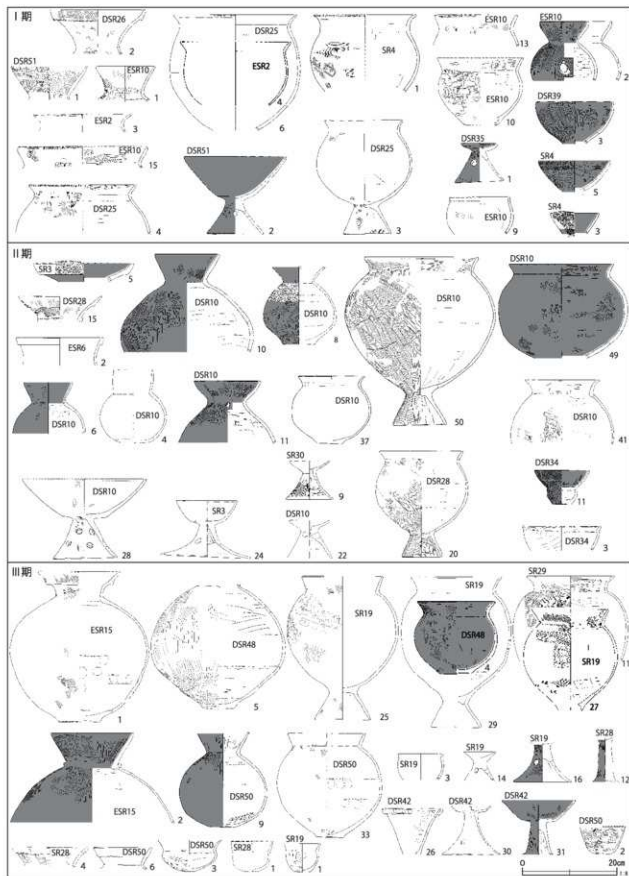 Ⅰ期
DSR26
2
DSR51
1
ESR10
1
ESR2
3
ESR10
15
DSR25
4
DSR25
ESR2
4
6
DSR51
2
SR4
1
DSR25
3
ESR10
13
ESR10
10
DSR35
1
ESR10
9
ESR10
2
DSR39
3
SR4
5
SR4
3
Ⅱ期
SR3
5
DSR28
15
ESR6
2
DSR10
10
DSR10
8
DSR10
50
DSR10
49
DSR10
6
DSR10
4
DSR10
11
DSR10
37
DSR10
41
DSR10
28
SR3
24
SR30
9
DSR10
22
DSR28
20
DSR34
11
DSR34
3
Ⅲ期
ESR15
1
DSR48
5
SR19
25
SR19
DSR48
4
29
SR29
SR19
11
27
ESR15
2
DSR50
9
DSR50
33
SR19
3
SR19
14
SR19
16
SR28
12
DSR42
26
DSR42
30
DSR42
31
DSR50
2
SR28
4
DSR50
6
DSR50
3
SR28
1
SR19
1
0
20cm